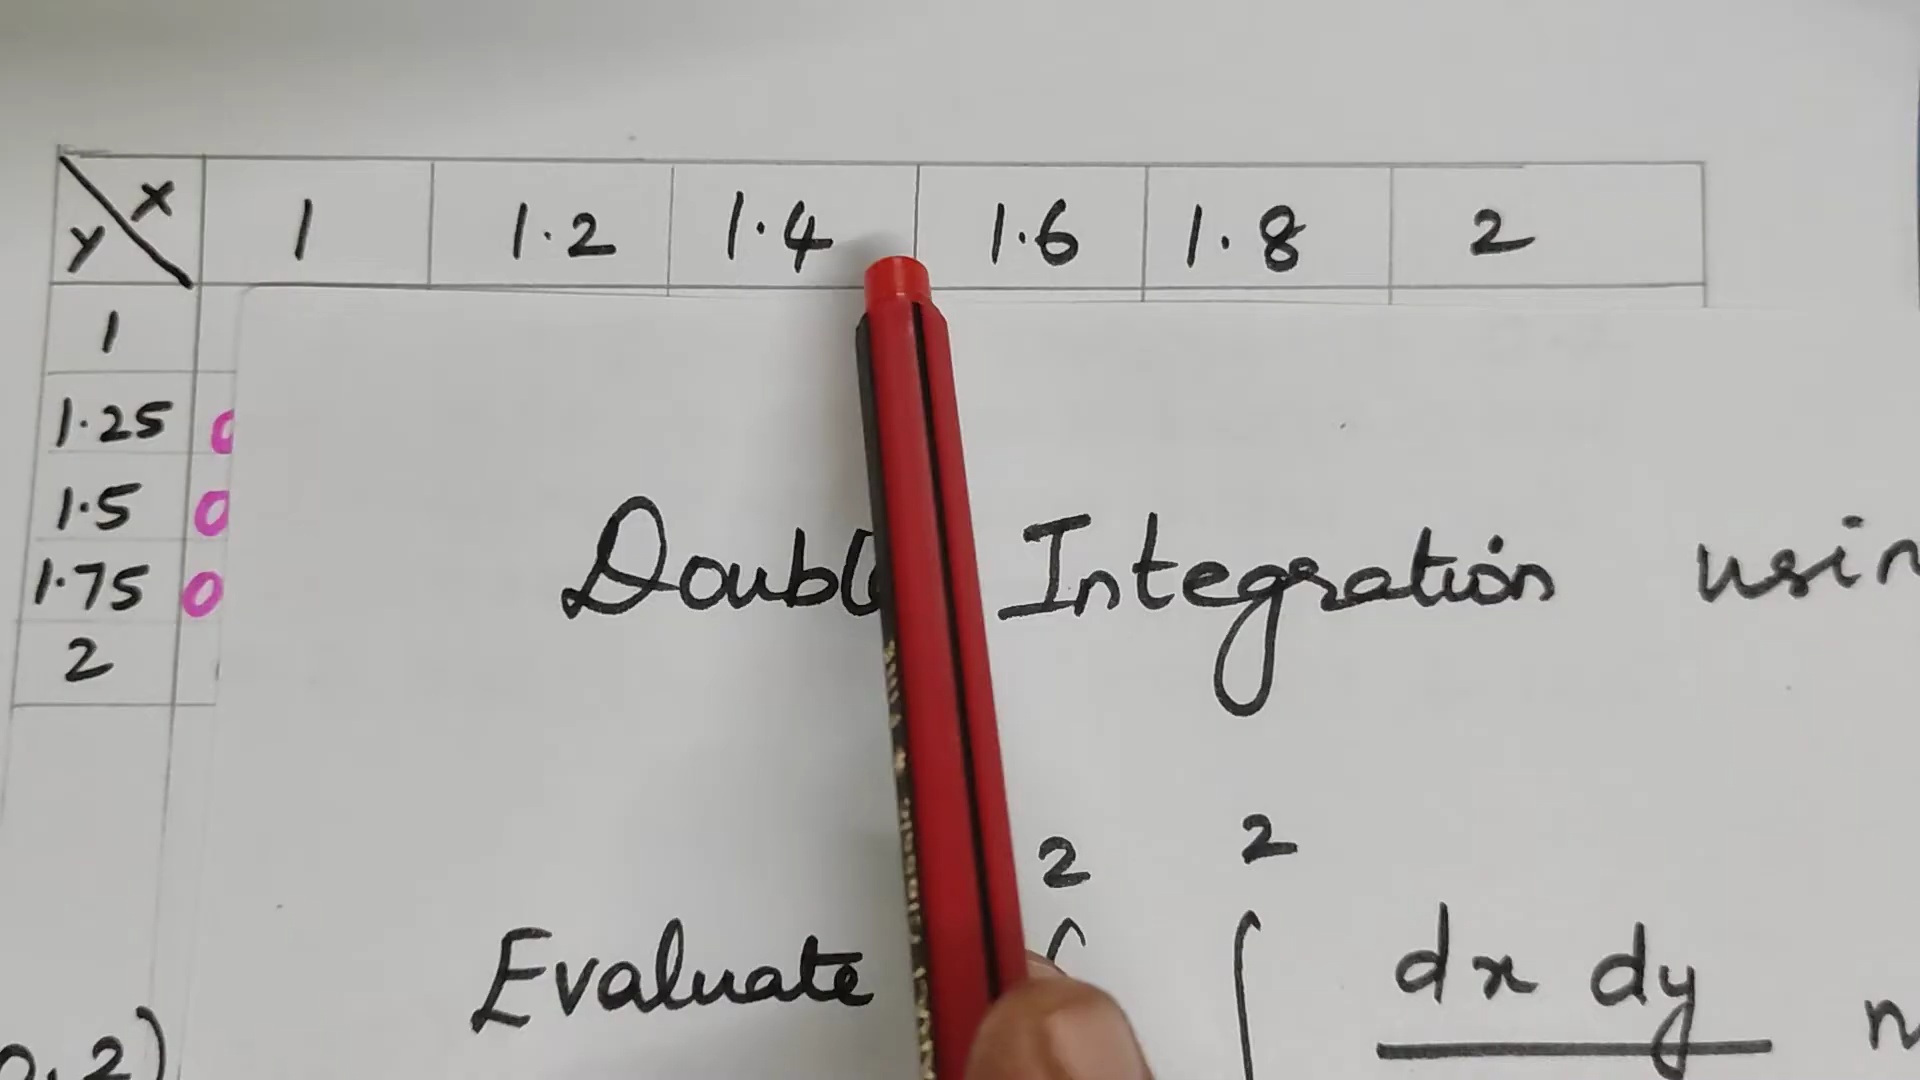 x 1 1.2 1.4 1.6 1.8 2
y
1
1.25
1.5
1.75
2
Double Integration
2 2
Evaluate ∫ ∫ dx dy